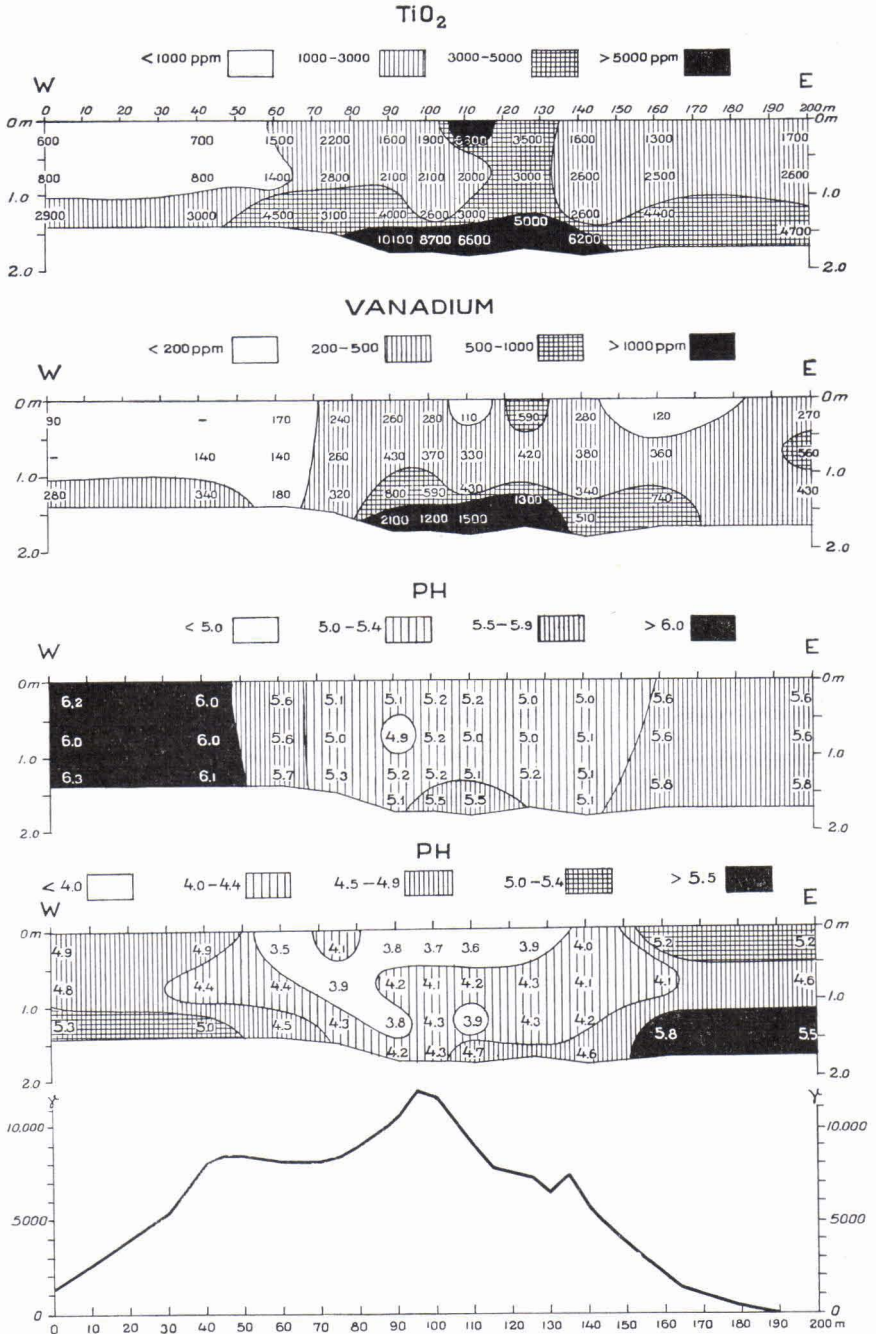 TiO2
< 1000 ppm 1000-3000 3000-5000 > 5000 ppm
W E
0 10 20 30 40 50 60 70 80 90 100 110 120 130 140 150 160 170 180 190 200 m
0 m 0 m
600 700 1500 2200 1600 1900 3500 1600 1300 1700
800 800 1400 2800 2100 2100 2000 3000 2600 2500 2600
1.0 1.0
2900 3000 4500 3100 4000 2600 3000 5000 2600 4400 4700
10100 8700 6600 6200
2.0 2.0
VANADIUM
< 200 ppm 200-500 500-1000 > 1000 ppm
W E
0 m 0 m
90 – 170 240 260 280 110 590 280 120 270
– 140 140 260 430 370 330 420 380 360 560
1.0 1.0
280 340 180 320 590 430 1300 340 740 430
2100 1200 1500 510
2.0 2.0
PH
< 5.0 5.0-5.4 5.5-5.9 > 6.0
W E
0 m 0 m
6.2 6.0 5.6 5.1 5.1 5.2 5.2 5.0 5.0 5.6 5.6
6.0 6.0 5.6 5.0 4.9 5.2 5.0 5.0 5.1 5.6 5.6
1.0 1.0
6.3 6.1 5.7 5.3 5.2 5.2 5.1 5.2 5.1 5.8 5.8
5.1 5.5 5.5 5.1
2.0 2.0
PH
< 4.0 4.0-4.4 4.5-4.9 5.0-5.4 > 5.5
W E
0 m 0 m
4.9 4.9 3.5 4.1 3.8 3.7 3.6 3.9 4.0 5.2 5.2
4.8 4.4 4.4 3.9 4.2 4.1 4.2 4.3 4.1 4.1 4.6
1.0 1.0
5.3 5.0 4.5 4.3 3.8 4.3 3.9 4.3 4.2 5.8 5.5
4.2 4.3 4.7 4.6
2.0 2.0
γ γ
10.000 10.000
5000 5000
0 0
0 10 20 30 40 50 60 70 80 90 100 110 120 130 140 150 160 170 180 190 200 m